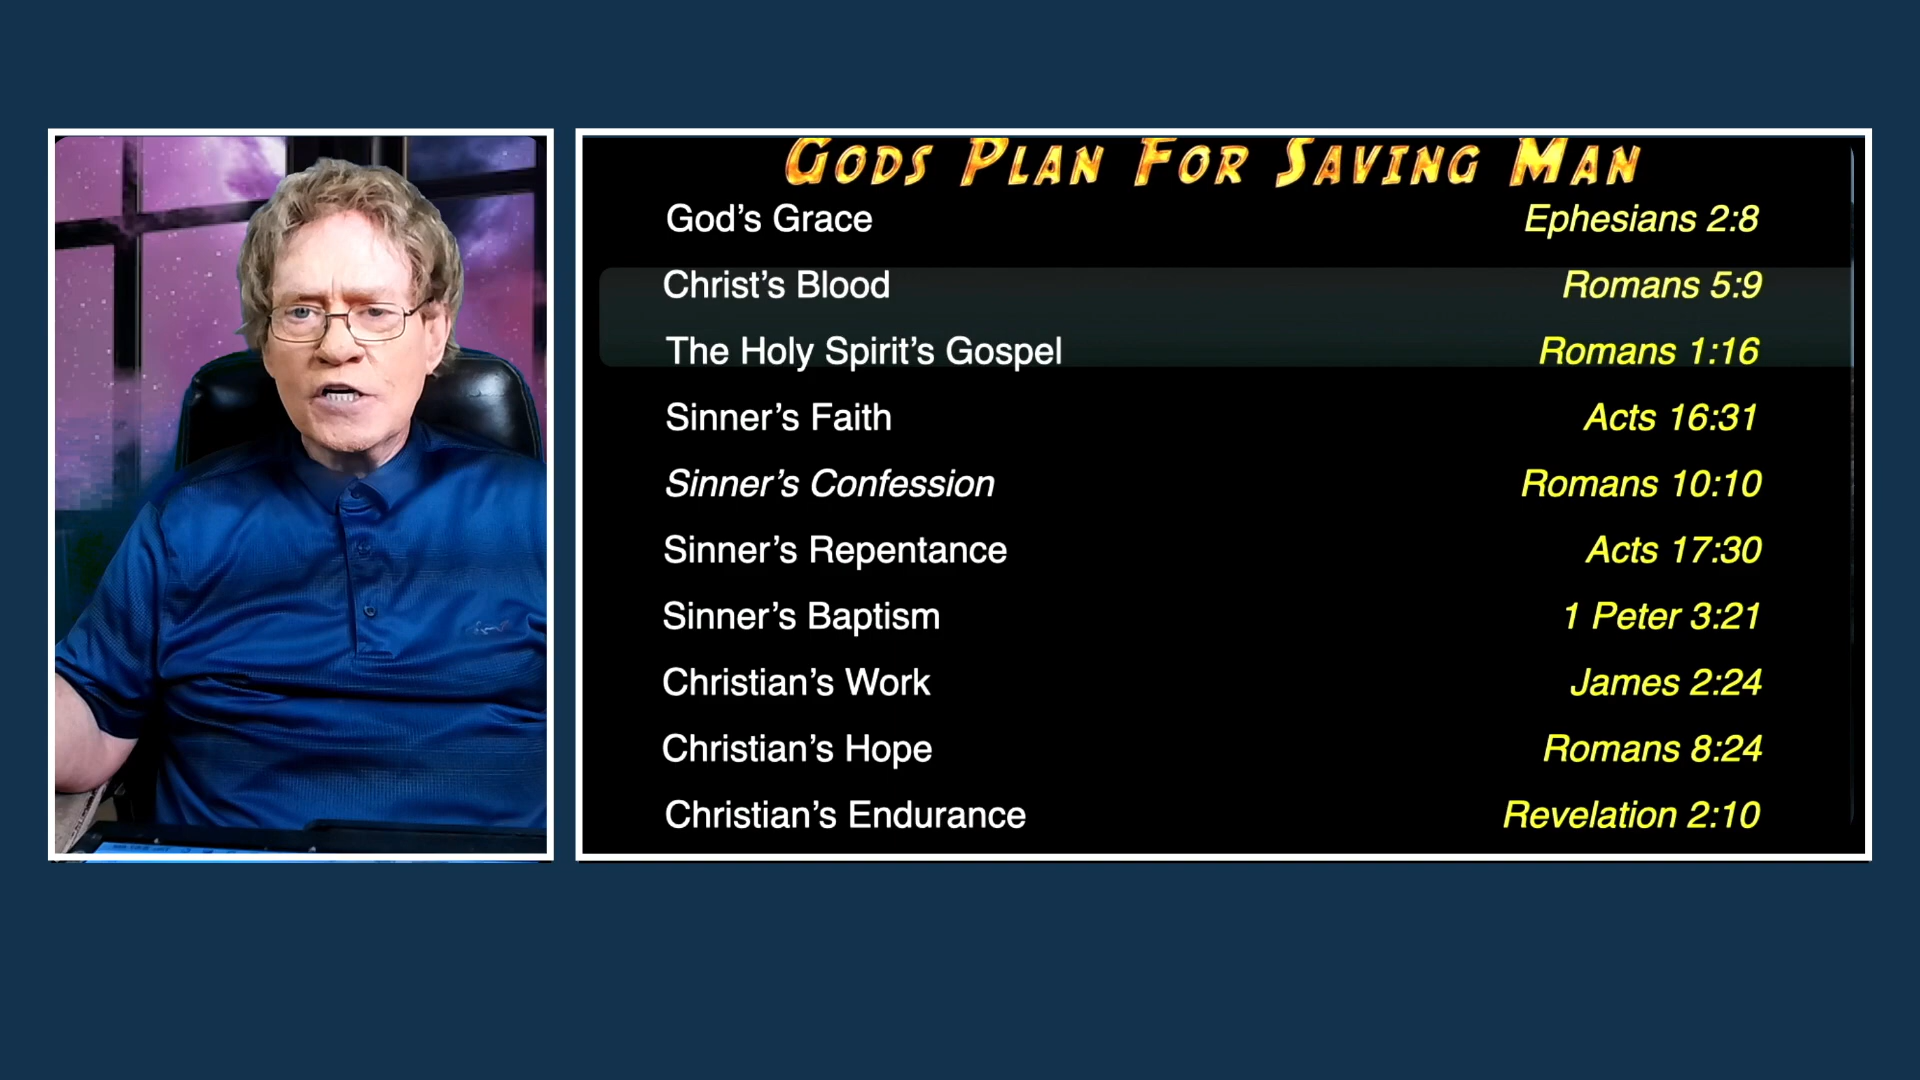 GODS PLAN FOR SAVING MAN
God’s Grace Ephesians 2:8
Christ’s Blood Romans 5:9
The Holy Spirit’s Gospel Romans 1:16
Sinner’s Faith Acts 16:31
Sinner’s Confession Romans 10:10
Sinner’s Repentance Acts 17:30
Sinner’s Baptism 1 Peter 3:21
Christian’s Work James 2:24
Christian’s Hope Romans 8:24
Christian’s Endurance Revelation 2:10